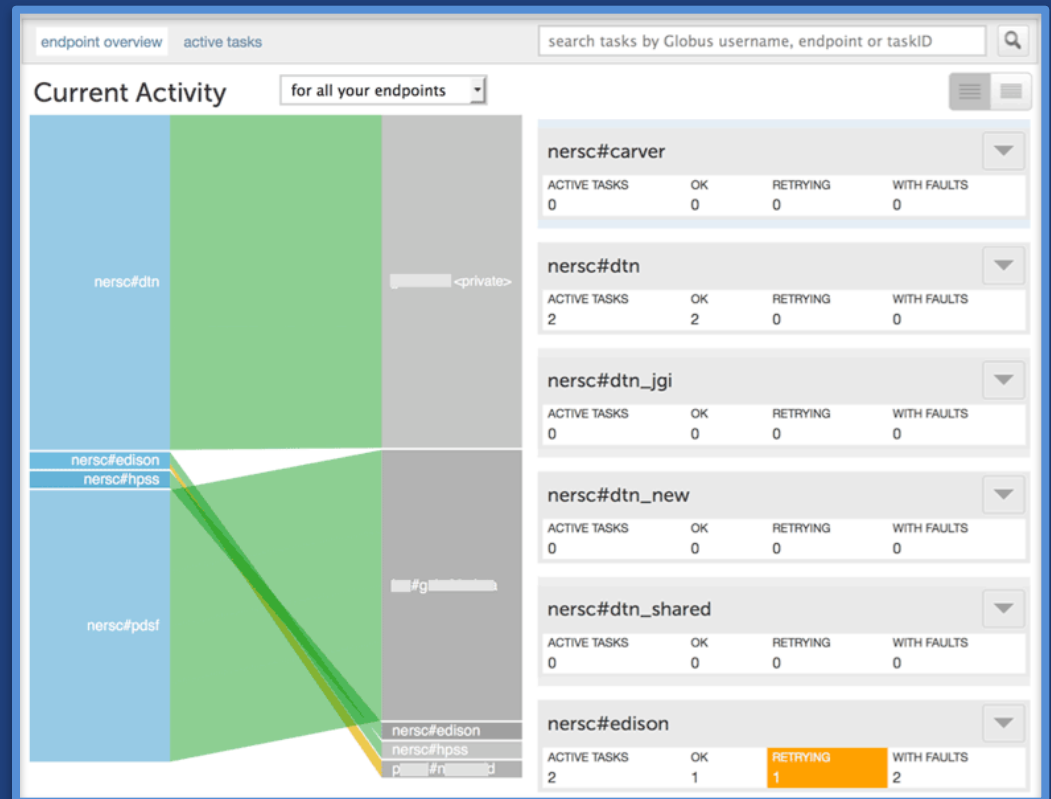 endpoint overview active tasks
search tasks by Globus username, endpoint or taskID
Current Activity
for all your endpoints
nersc#dtn
<private>
nersc#edison
nersc#hpss
nersc#pdsf
#g
nersc#edison
nersc#hpss
nersc#carver
ACTIVE TASKS OK RETRYING WITH FAULTS
0 0 0 0
nersc#dtn
ACTIVE TASKS OK RETRYING WITH FAULTS
2 2 0 0
nersc#dtn_jgi
ACTIVE TASKS OK RETRYING WITH FAULTS
0 0 0 0
nersc#dtn_new
ACTIVE TASKS OK RETRYING WITH FAULTS
0 0 0 0
nersc#dtn_shared
ACTIVE TASKS OK RETRYING WITH FAULTS
0 0 0 0
nersc#edison
ACTIVE TASKS OK RETRYING WITH FAULTS
2 1 1 2